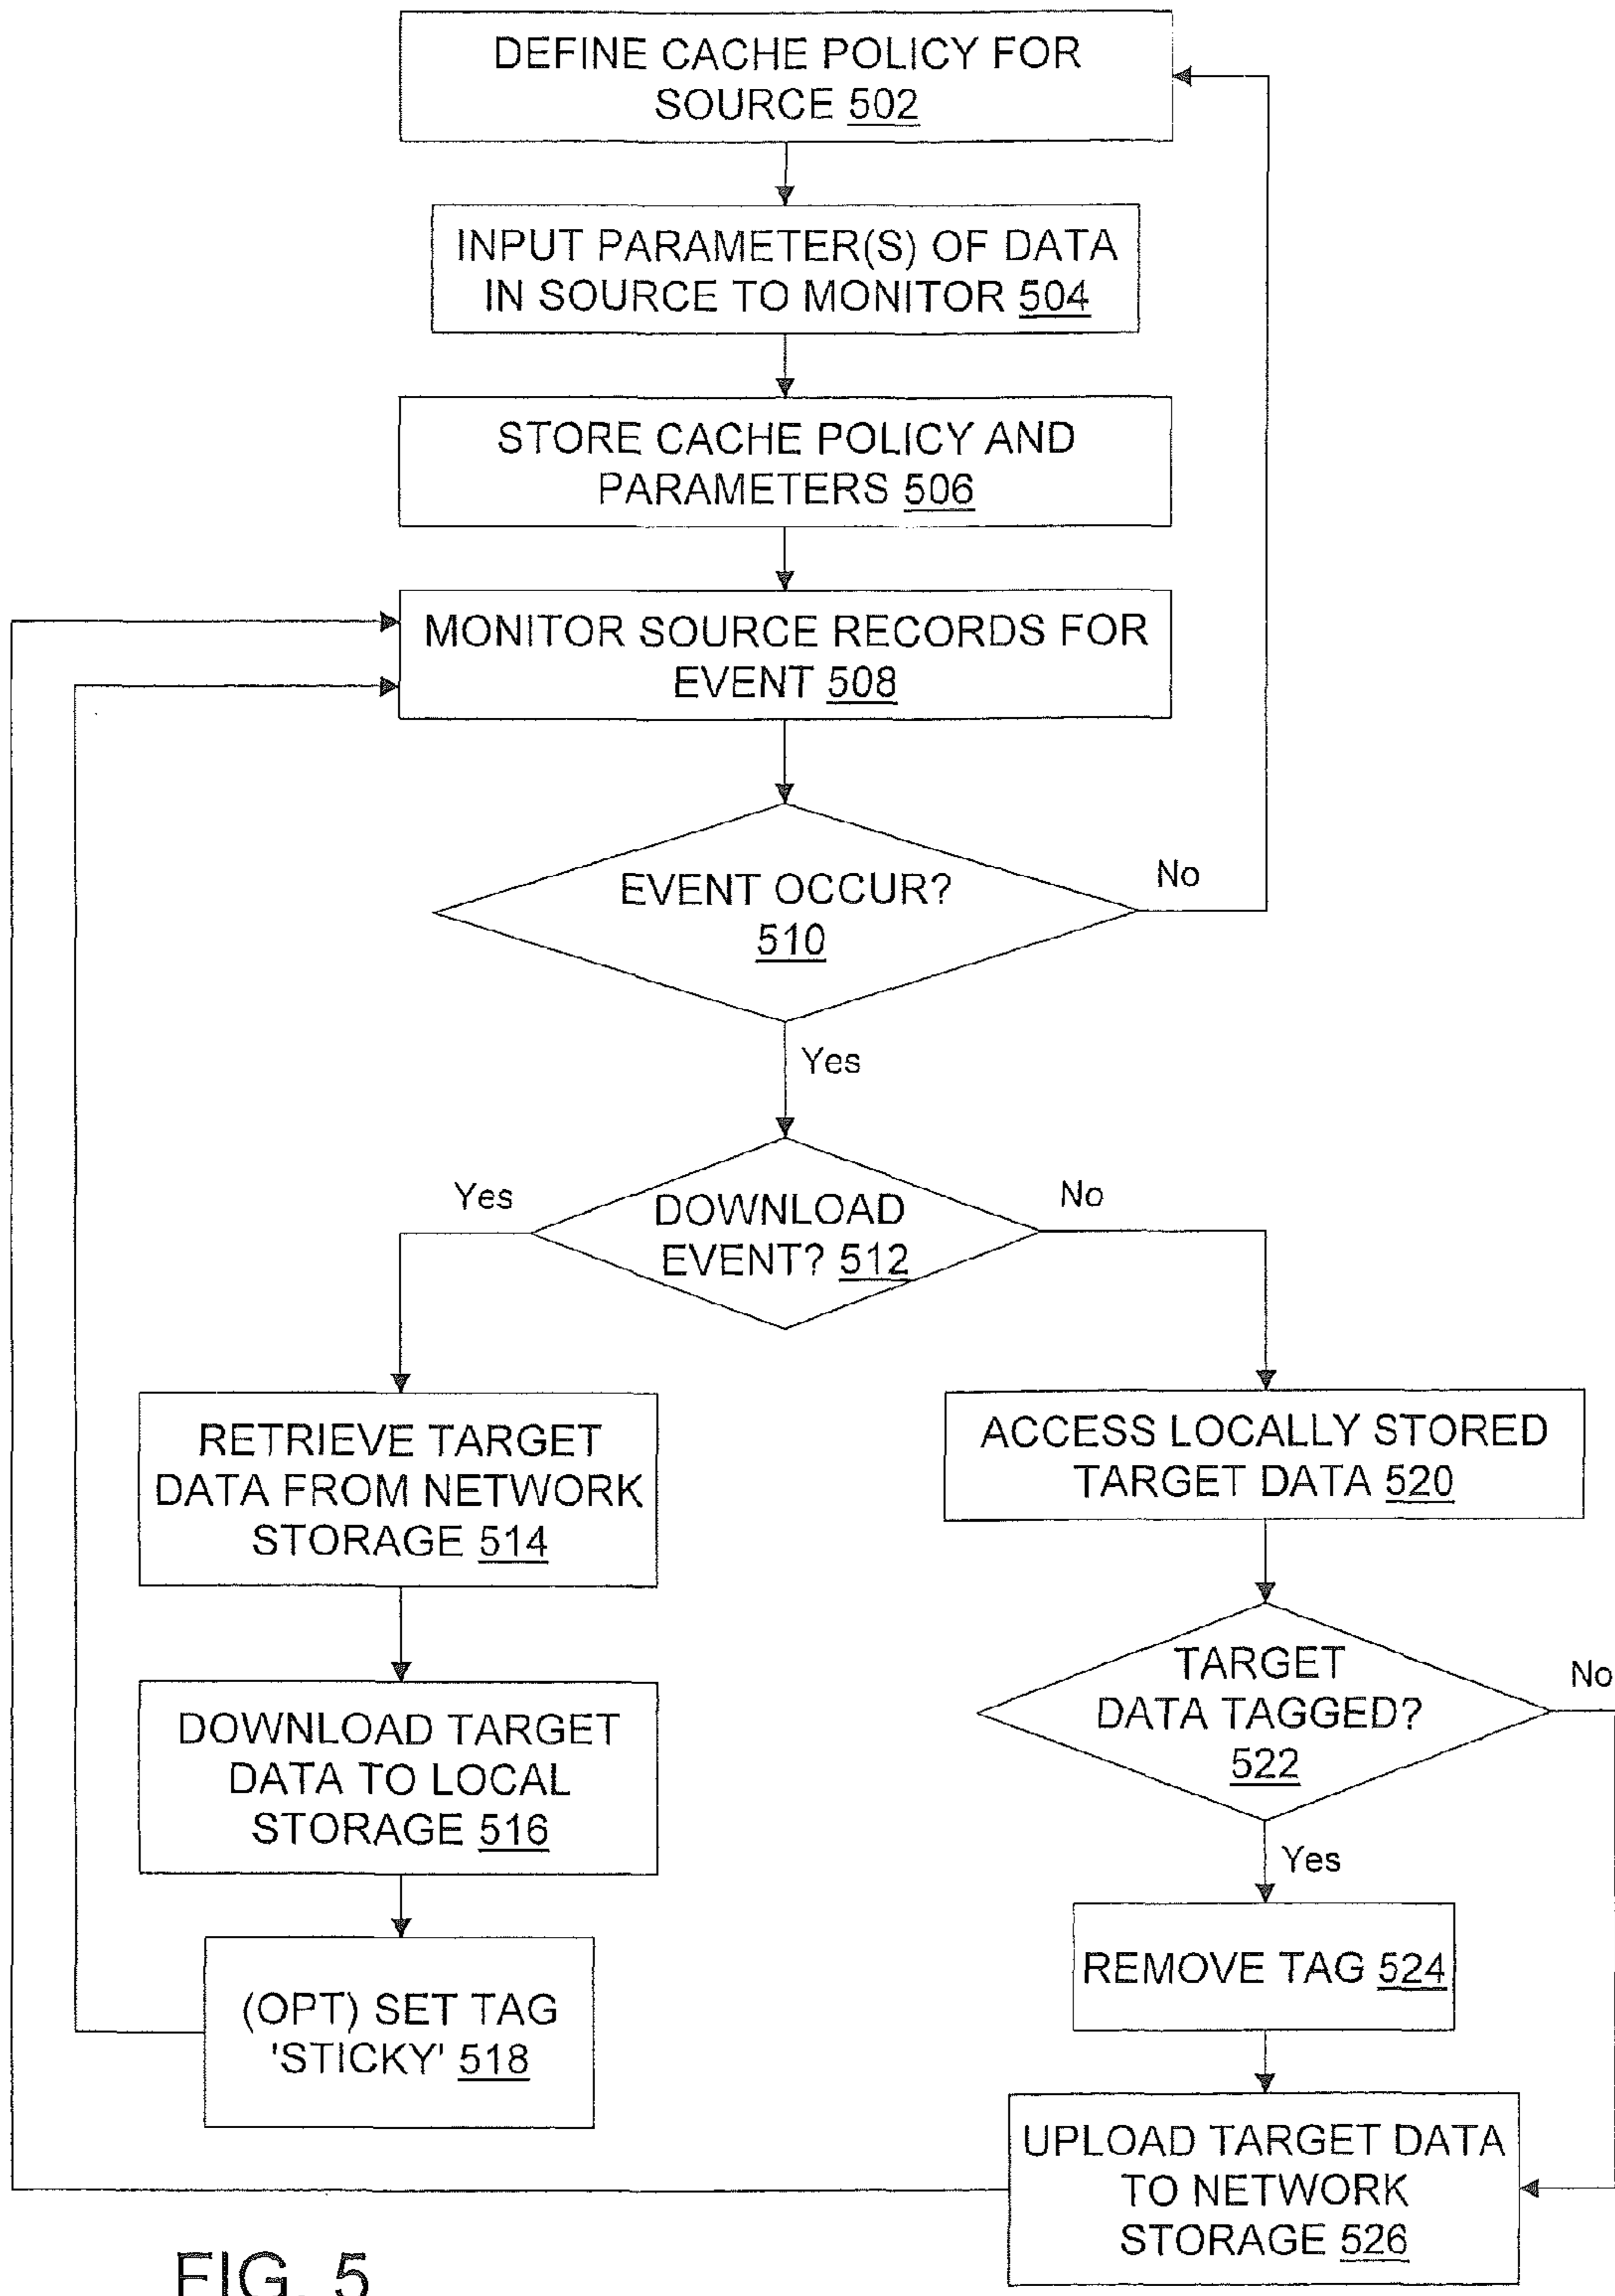 DEFINE CACHE POLICY FOR
SOURCE 502
INPUT PARAMETER(S) OF DATA
IN SOURCE TO MONITOR 504
STORE CACHE POLICY AND
PARAMETERS 506
MONITOR SOURCE RECORDS FOR
EVENT 508
EVENT OCCUR?
510
No
Yes
DOWNLOAD
EVENT? 512
Yes
No
RETRIEVE TARGET
DATA FROM NETWORK
STORAGE 514
DOWNLOAD TARGET
DATA TO LOCAL
STORAGE 516
(OPT) SET TAG
'STICKY' 518
ACCESS LOCALLY STORED
TARGET DATA 520
TARGET
DATA TAGGED?
522
No
Yes
REMOVE TAG 524
UPLOAD TARGET DATA
TO NETWORK
STORAGE 526
FIG. 5